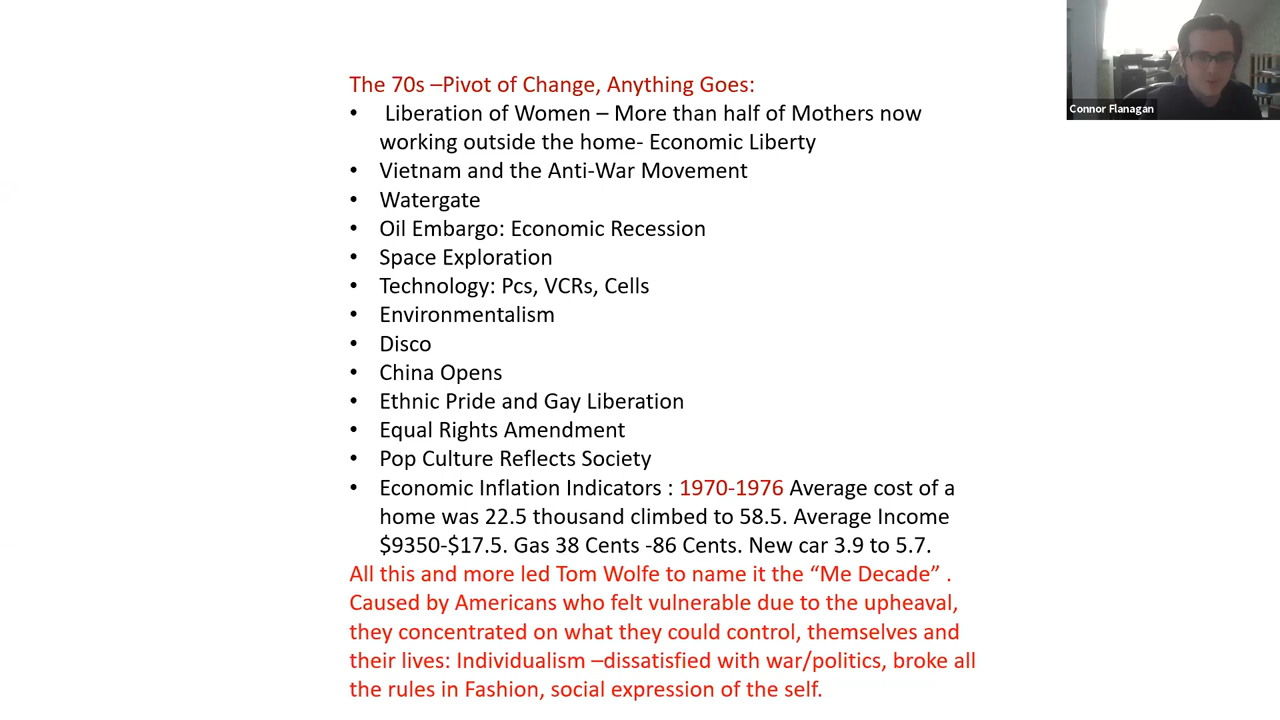 The 70s –Pivot of Change, Anything Goes:
• Liberation of Women – More than half of Mothers now
working outside the home- Economic Liberty
• Vietnam and the Anti-War Movement
• Watergate
• Oil Embargo: Economic Recession
• Space Exploration
• Technology: Pcs, VCRs, Cells
• Environmentalism
• Disco
• China Opens
• Ethnic Pride and Gay Liberation
• Equal Rights Amendment
• Pop Culture Reflects Society
• Economic Inflation Indicators : 1970-1976 Average cost of a
home was 22.5 thousand climbed to 58.5. Average Income
$9350-$17.5. Gas 38 Cents -86 Cents. New car 3.9 to 5.7.
All this and more led Tom Wolfe to name it the “Me Decade” .
Caused by Americans who felt vulnerable due to the upheaval,
they concentrated on what they could control, themselves and
their lives: Individualism –dissatisfied with war/politics, broke all
the rules in Fashion, social expression of the self.
Connor Flanagan